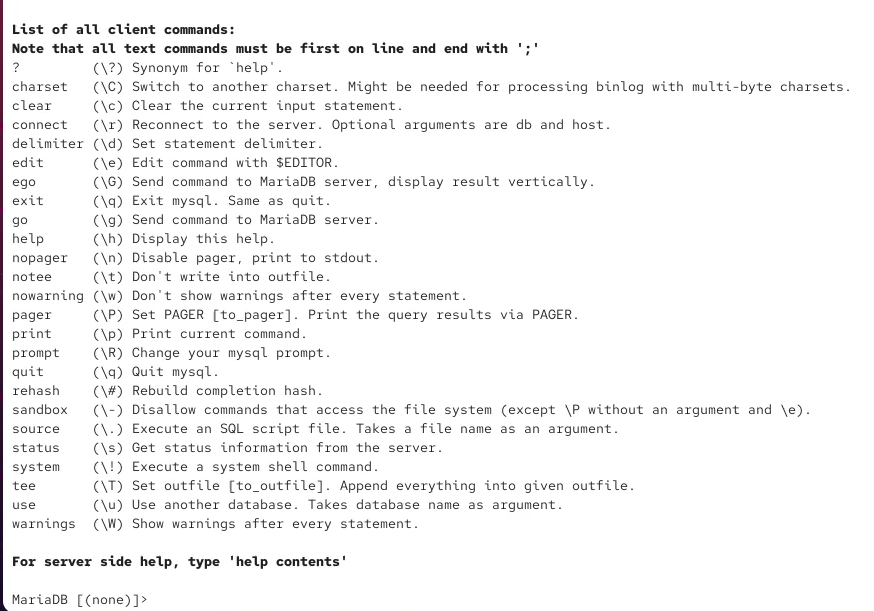 List of all client commands:
Note that all text commands must be first on line and end with ';'
? (\?) Synonym for `help'.
charset (\C) Switch to another charset. Might be needed for processing binlog with multi-byte charsets.
clear (\c) Clear the current input statement.
connect (\r) Reconnect to the server. Optional arguments are db and host.
delimiter (\d) Set statement delimiter.
edit (\e) Edit command with $EDITOR.
ego (\G) Send command to MariaDB server, display result vertically.
exit (\q) Exit mysql. Same as quit.
go (\g) Send command to MariaDB server.
help (\h) Display this help.
nopager (\n) Disable pager, print to stdout.
notee (\t) Don't write into outfile.
nowarning (\w) Don't show warnings after every statement.
pager (\P) Set PAGER [to_pager]. Print the query results via PAGER.
print (\p) Print current command.
prompt (\R) Change your mysql prompt.
quit (\q) Quit mysql.
rehash (\#) Rebuild completion hash.
sandbox (\-) Disallow commands that access the file system (except \P without an argument and \e).
source (\.) Execute an SQL script file. Takes a file name as an argument.
status (\s) Get status information from the server.
system (\!) Execute a system shell command.
tee (\T) Set outfile [to_outfile]. Append everything into given outfile.
use (\u) Use another database. Takes database name as argument.
warnings (\W) Show warnings after every statement.
For server side help, type 'help contents'
MariaDB [(none)]>